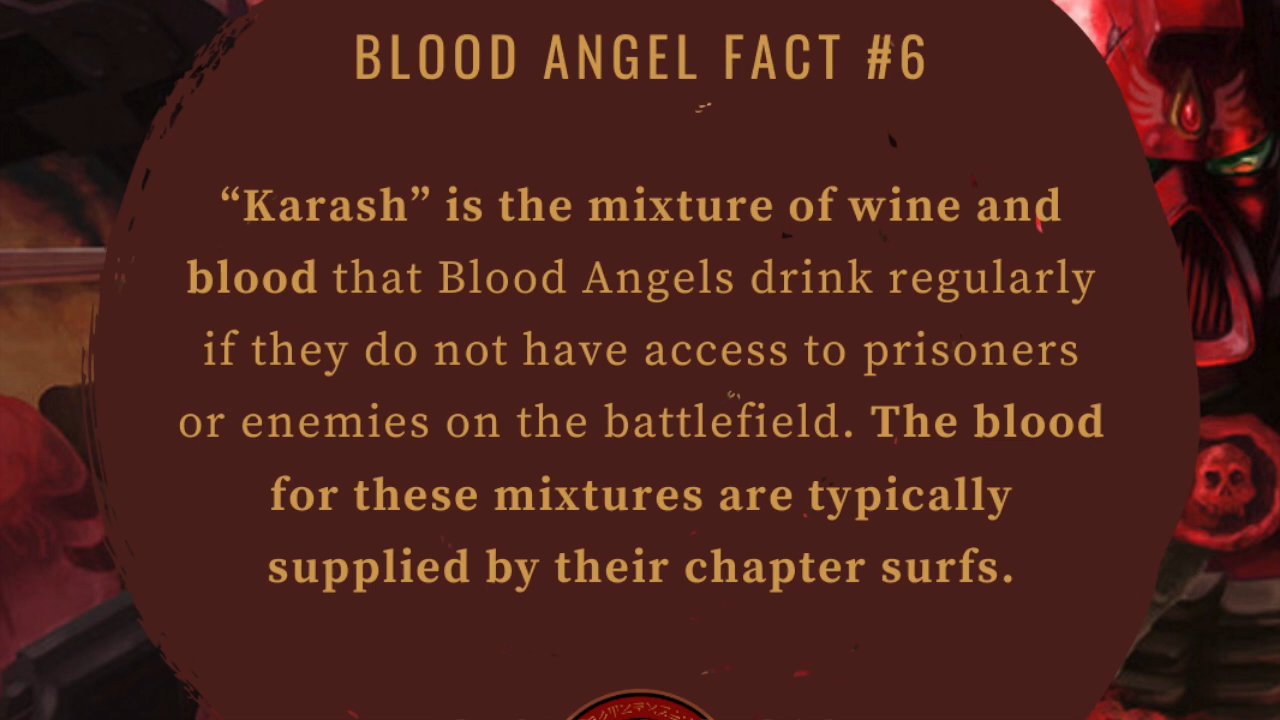 BLOOD ANGEL FACT #6
“Karash” is the mixture of wine and
blood that Blood Angels drink regularly
if they do not have access to prisoners
or enemies on the battlefield. The blood
for these mixtures are typically
supplied by their chapter surfs.